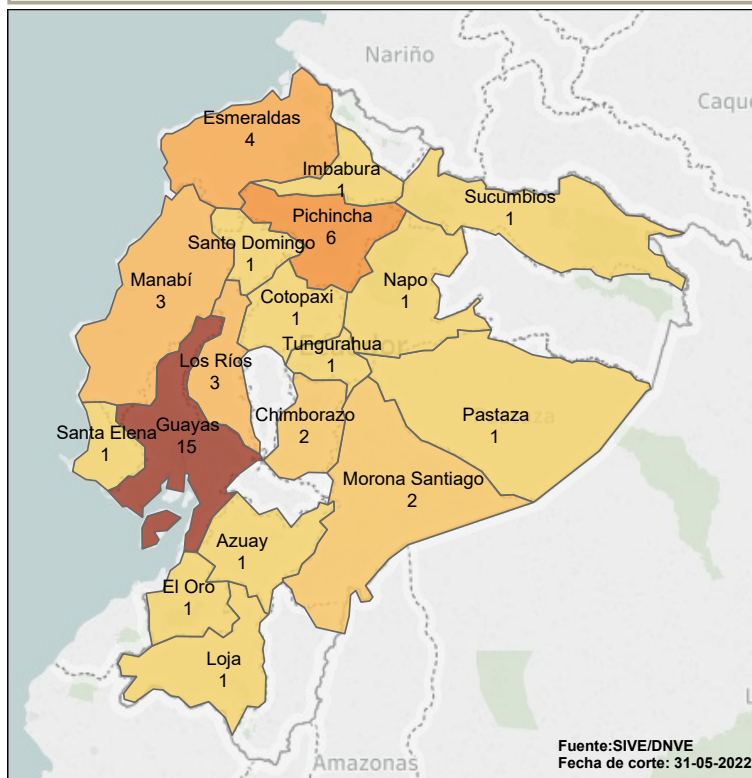 Nariño
Caque
Esmeraldas
4
Imbabura
1
Sucumbios
1
Pichincha
6
Santo Domingo
1
Manabí
3
Napo
1
Cotopaxi
1
Ecuador
Tungurahua
1
Los Ríos
3
Chimborazo
2
Pastaza
1
Guayas
15
Santa Elena
1
Morona Santiago
2
Azuay
1
El Oro
1
Loja
1
L
Amazonas
Fuente:SIVE/DNVE
Fecha de corte: 31-05-2022